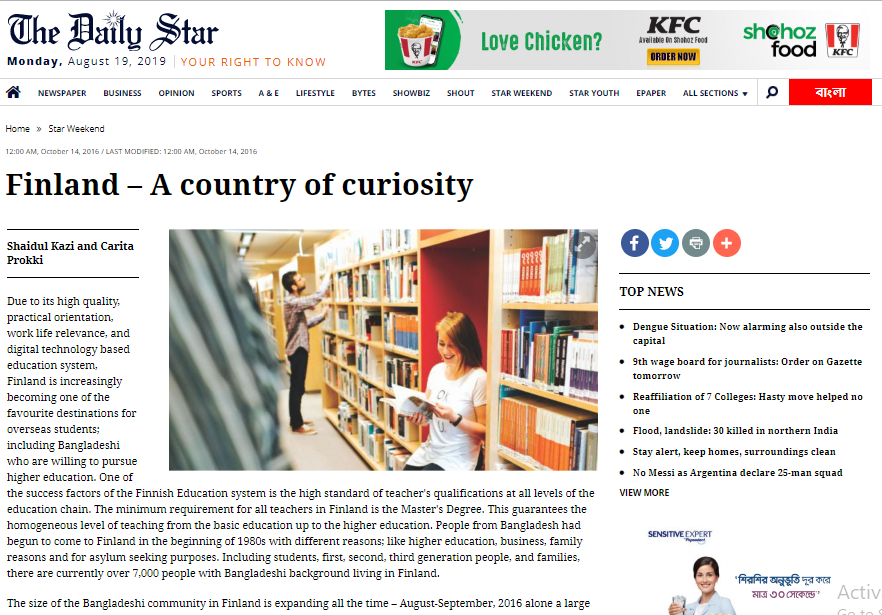 The Daily Star
Monday, August 19, 2019 | YOUR RIGHT TO KNOW
Love Chicken?
KFC
Available On Shohoz Food
ORDER NOW
shohoz
food
KFC
NEWSPAPER BUSINESS OPINION SPORTS A & E LIFESTYLE BYTES SHOWBIZ SHOUT STAR WEEKEND STAR YOUTH EPAPER ALL SECTIONS বাংলা
Home » Star Weekend
12:00 AM, October 14, 2016 / LAST MODIFIED: 12:00 AM, October 14, 2016
Finland – A country of curiosity
Shaidul Kazi and Carita
Prokki
Due to its high quality,
practical orientation,
work life relevance, and
digital technology based
education system,
Finland is increasingly
becoming one of the
favourite destinations for
overseas students;
including Bangladeshi
who are willing to pursue
higher education. One of
the success factors of the Finnish Education system is the high standard of teacher's qualifications at all levels of the
education chain. The minimum requirement for all teachers in Finland is the Master's Degree. This guarantees the
homogeneous level of teaching from the basic education up to the higher education. People from Bangladesh had
begun to come to Finland in the beginning of 1980s with different reasons; like higher education, business, family
reasons and for asylum seeking purposes. Including students, first, second, third generation people, and families,
there are currently over 7,000 people with Bangladeshi background living in Finland.
The size of the Bangladeshi community in Finland is expanding all the time – August-September, 2016 alone a large
TOP NEWS
Dengue Situation: Now alarming also outside the
capital
9th wage board for journalists: Order on Gazette
tomorrow
Reaffiliation of 7 Colleges: Hasty move helped no
one
Flood, landslide: 30 killed in northern India
Stay alert, keep homes, surroundings clean
No Messi as Argentina declare 25-man squad
VIEW MORE
SENSITIVE EXPERT
'শিরশির অনুভূতি দূর করে
মাত্র ৩০ সেকেন্ডে'
Activ